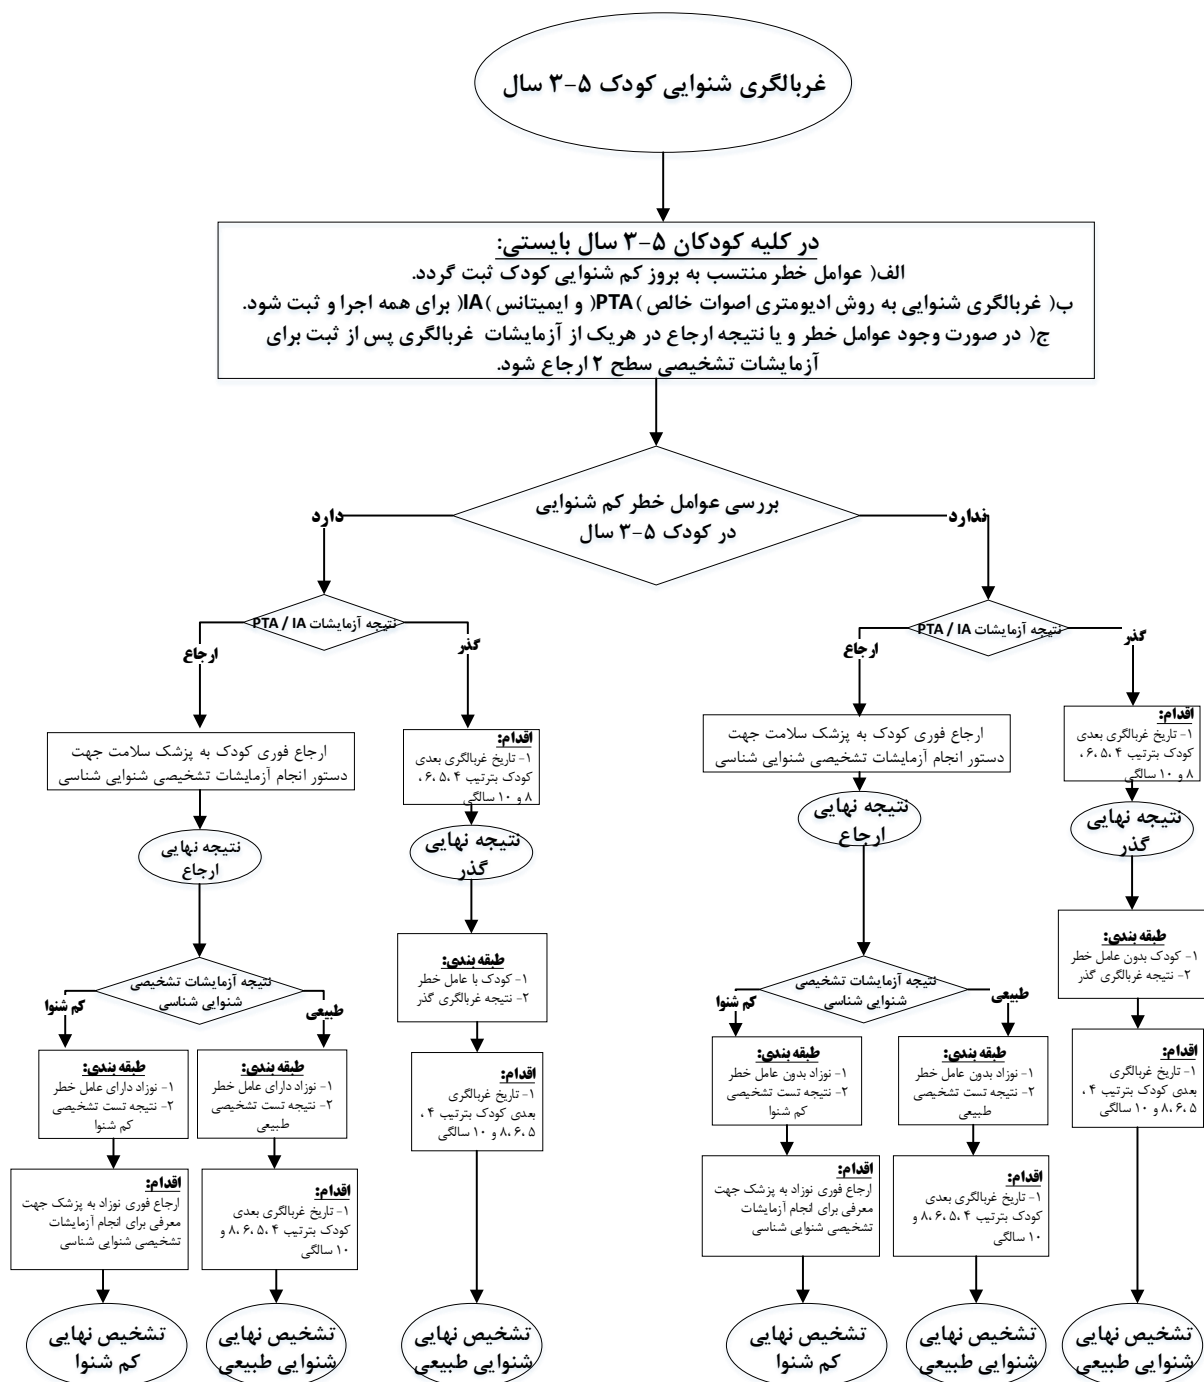 غربالگری شنوایی کودک ۵-۳ سال
در کلیه کودکان ۵-۳ سال بایستی:
الف( عوامل خطر منتسب به بروز کم شنوایی کودک ثبت گردد.
ب( غربالگری شنوایی به روش ادیومتری اصوات خالص )PTA( و ایمیتانس )IA( برای همه اجرا و ثبت شود.
ج( در صورت وجود عوامل خطر و یا نتیجه ارجاع در هریک از آزمایشات غربالگری پس از ثبت برای
آزمایشات تشخیصی سطح ۲ ارجاع شود.
بررسی عوامل خطر کم شنوایی
در کودک ۵-۳ سال
ندارد
دارد
نتیجه آزمایشات PTA / IA
گذر
ارجاع
اقدام:
۱- تاریخ غربالگری بعدی
کودک بترتیب ۴ ،۵ ،۶ ،
۸ و ۱۰ سالگی
نتیجه نهایی
گذر
طبقه بندی:
۱- کودک بدون عامل خطر
۲- نتیجه غربالگری گذر
اقدام:
۱- تاریخ غربالگری
بعدی کودک بترتیب ۴ ،
۵ ،۶ ،۸ و ۱۰ سالگی
تشخیص نهایی
شنوایی طبیعی
ارجاع فوری کودک به پزشک سلامت جهت
دستور انجام آزمایشات تشخیصی شنوایی شناسی
نتیجه نهایی
ارجاع
نتیجه آزمایشات تشخیصی
شنوایی شناسی
طبیعی
کم شنوا
طبقه بندی:
۱- نوزاد بدون عامل خطر
۲- نتیجه تست تشخیصی
طبیعی
اقدام:
۱- تاریخ غربالگری بعدی
کودک بترتیب ۴ ،۵ ،۶ ،۸ و
۱۰ سالگی
تشخیص نهایی
شنوایی طبیعی
طبقه بندی:
۱- نوزاد بدون عامل خطر
۲- نتیجه تست تشخیصی
کم شنوا
اقدام:
ارجاع فوری نوزاد به پزشک جهت
معرفی برای انجام آزمایشات
تشخیصی شنوایی شناسی
تشخیص نهایی
کم شنوا
نتیجه آزمایشات PTA / IA
گذر
ارجاع
اقدام:
۱- تاریخ غربالگری بعدی
کودک بترتیب ۴ ،۵ ،۶ ،
۸ و ۱۰ سالگی
نتیجه نهایی
گذر
طبقه بندی:
۱- کودک با عامل خطر
۲- نتیجه غربالگری گذر
اقدام:
۱- تاریخ غربالگری
بعدی کودک بترتیب ۴ ،
۵ ،۶ ،۸ و ۱۰ سالگی
تشخیص نهایی
شنوایی طبیعی
ارجاع فوری کودک به پزشک سلامت جهت
دستور انجام آزمایشات تشخیصی شنوایی شناسی
نتیجه نهایی
ارجاع
نتیجه آزمایشات تشخیصی
شنوایی شناسی
طبیعی
کم شنوا
طبقه بندی:
۱- نوزاد دارای عامل خطر
۲- نتیجه تست تشخیصی
طبیعی
اقدام:
۱- تاریخ غربالگری بعدی
کودک بترتیب ۴ ،۵ ،۶ ،۸ و
۱۰ سالگی
تشخیص نهایی
شنوایی طبیعی
طبقه بندی:
۱- نوزاد دارای عامل خطر
۲- نتیجه تست تشخیصی
کم شنوا
اقدام:
ارجاع فوری نوزاد به پزشک جهت
معرفی برای انجام آزمایشات
تشخیصی شنوایی شناسی
تشخیص نهایی
کم شنوا